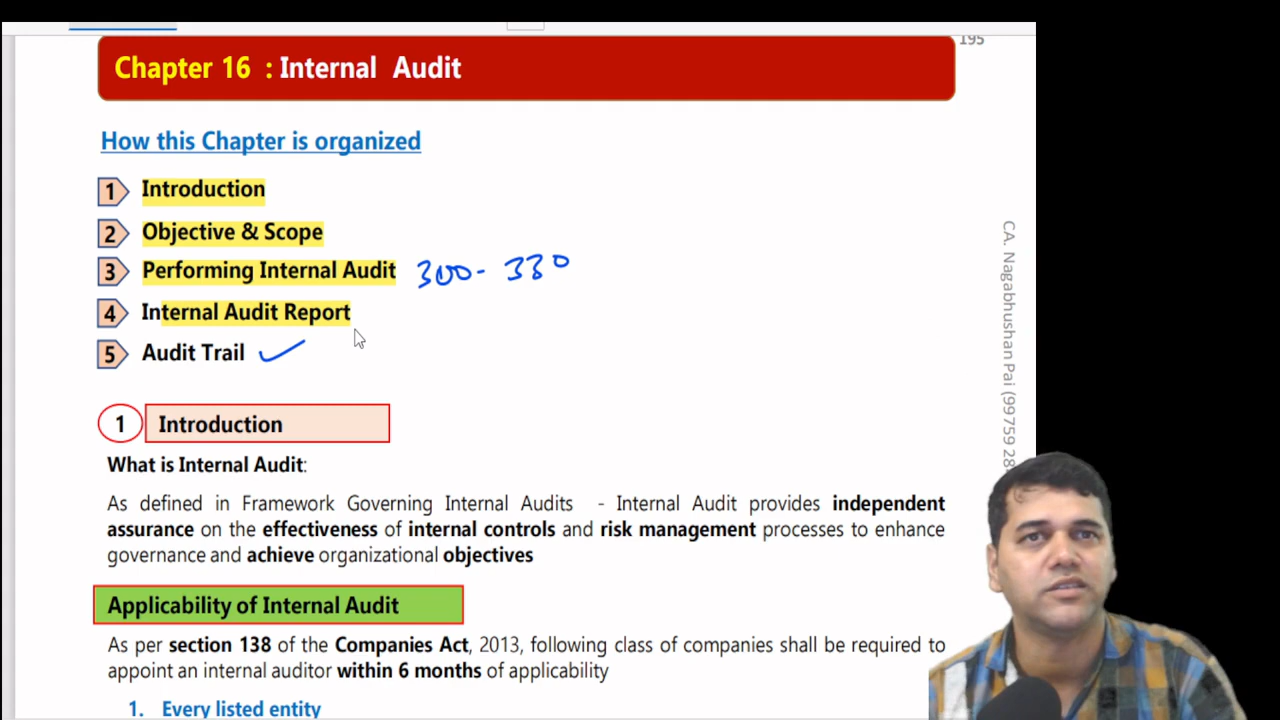 195
Chapter 16 : Internal Audit
How this Chapter is organized
1 Introduction
2 Objective & Scope
3 Performing Internal Audit 300- 330
4 Internal Audit Report
5 Audit Trail
1 Introduction
What is Internal Audit:
As defined in Framework Governing Internal Audits - Internal Audit provides independent
assurance on the effectiveness of internal controls and risk management processes to enhance
governance and achieve organizational objectives
Applicability of Internal Audit
As per section 138 of the Companies Act, 2013, following class of companies shall be required to
appoint an internal auditor within 6 months of applicability
1. Every listed entity
CA. Nagabhushan Pai (99759 28